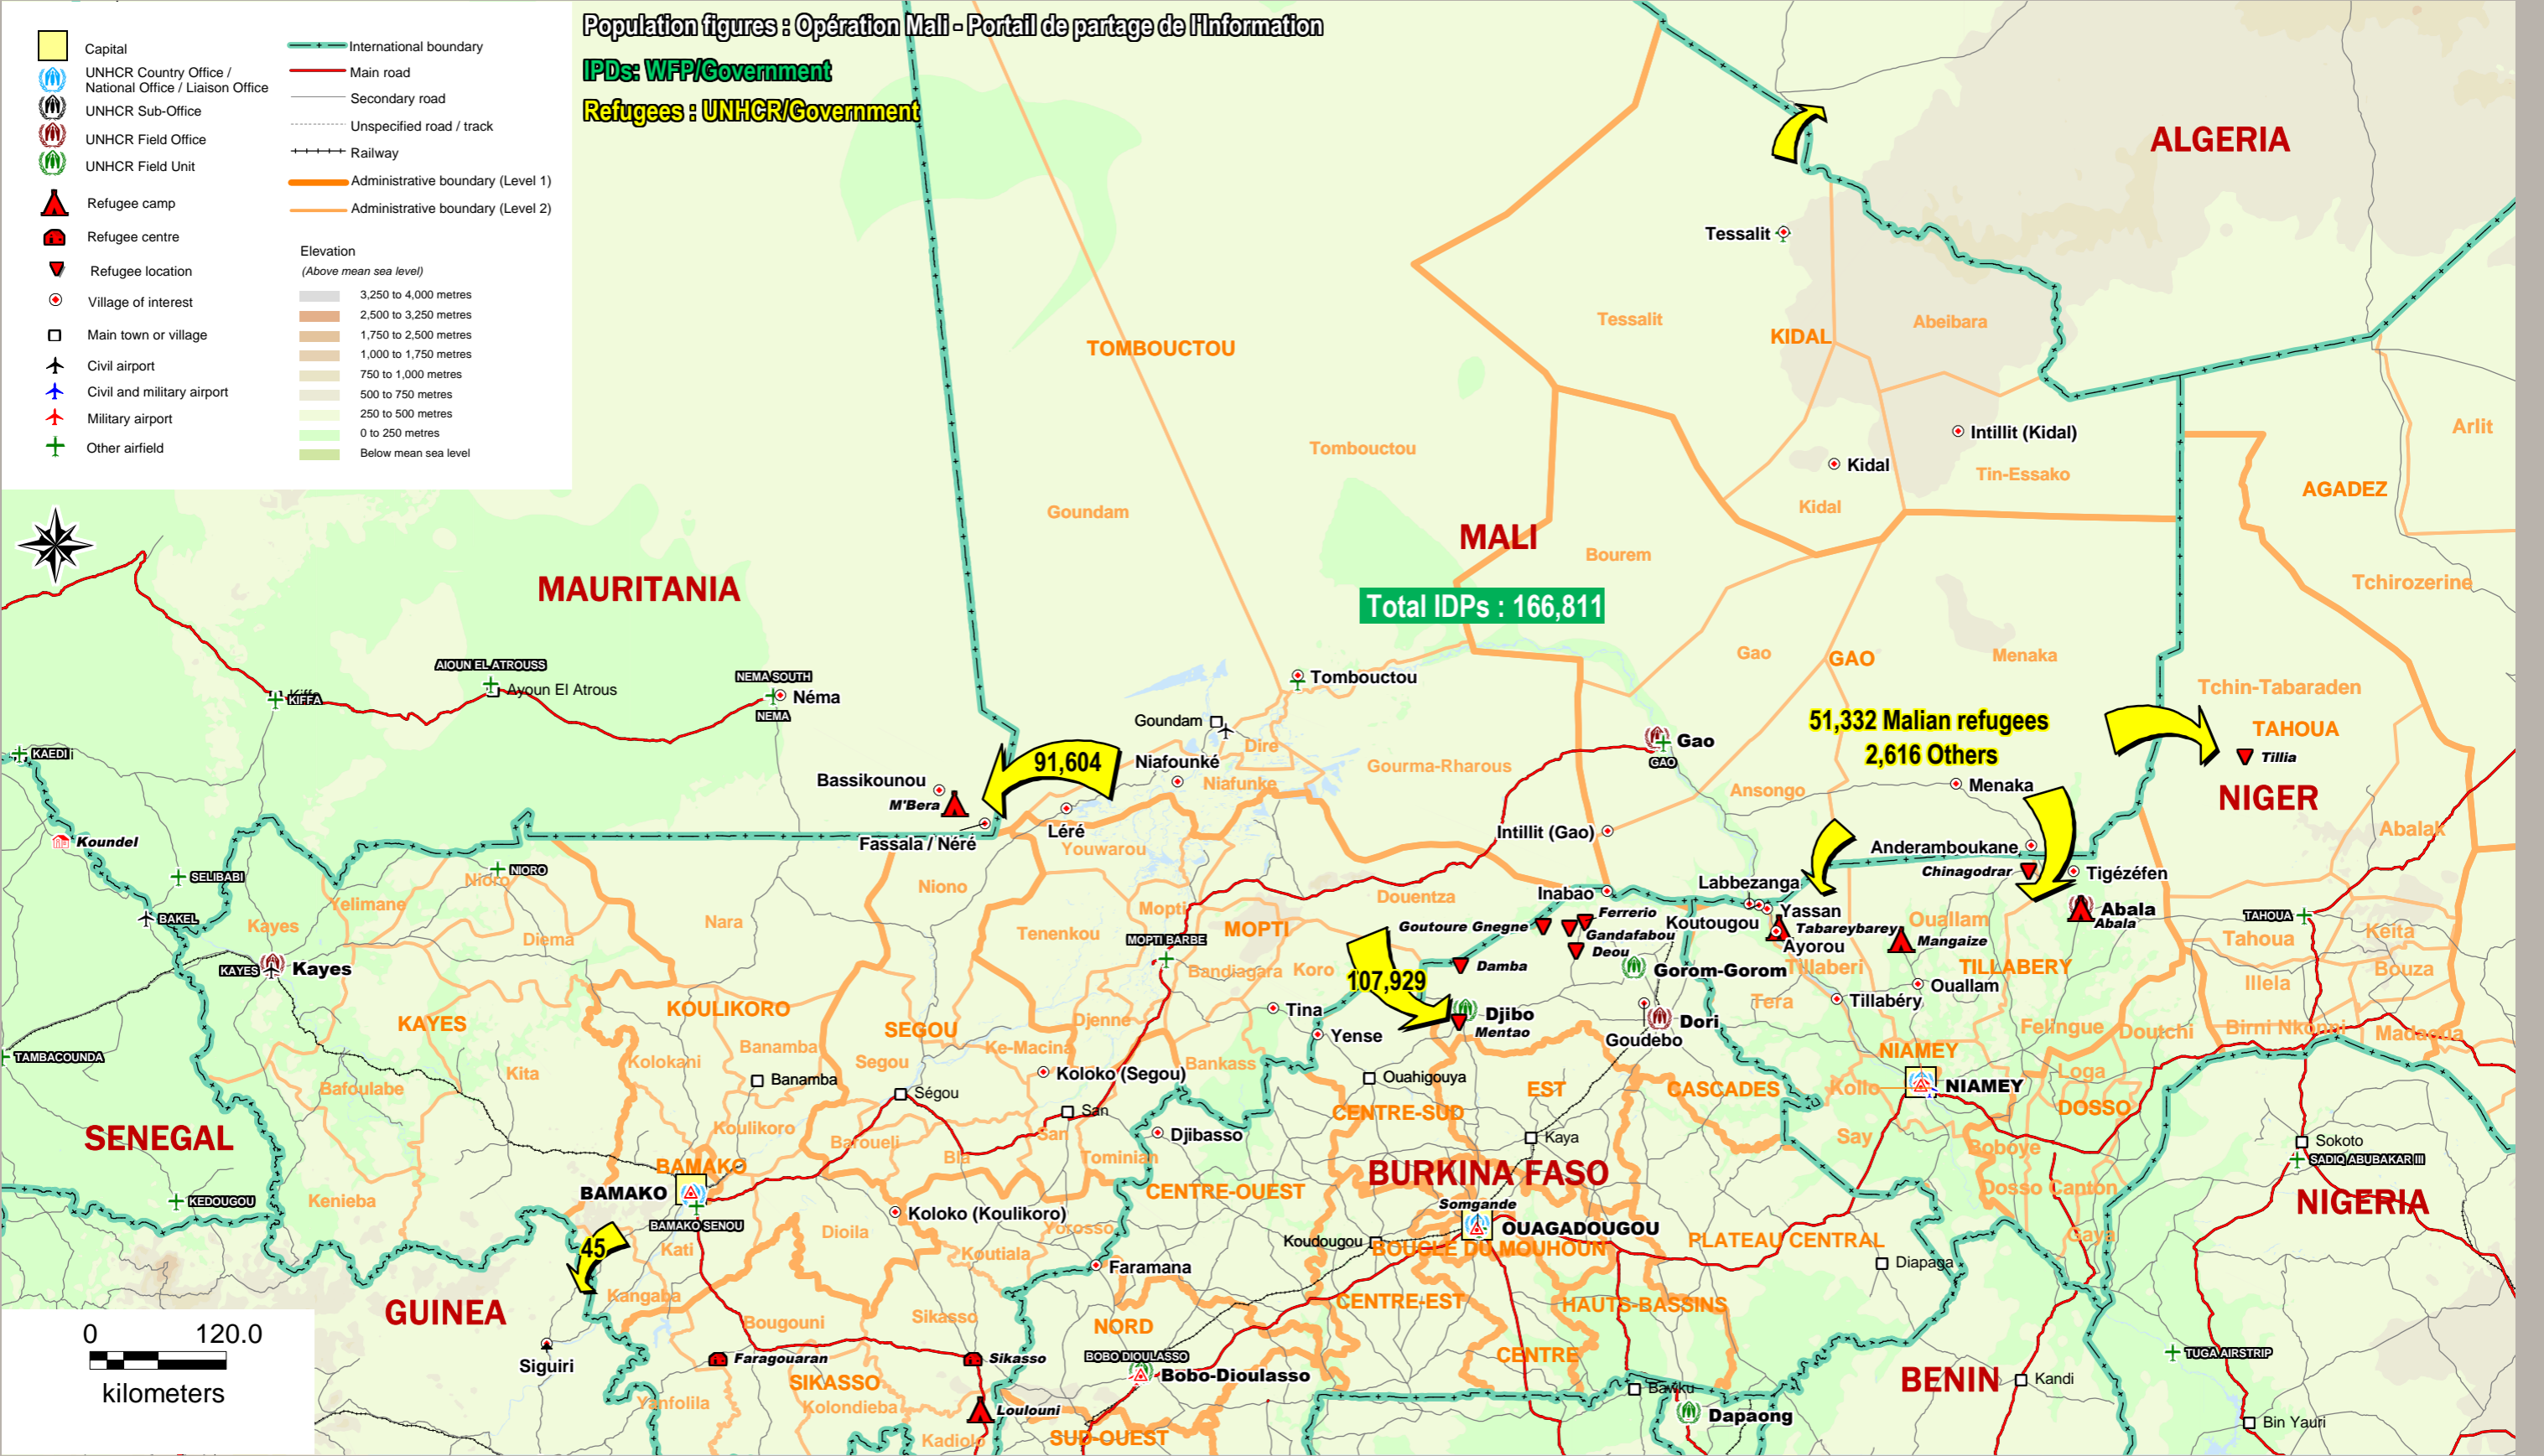 Population figures : Opération Mali - Portail de partage de l'Information
IPDs: WFP/Government
Refugees : UNHCR/Government
Capital
UNHCR Country Office /
National Office / Liaison Office
UNHCR Sub-Office
UNHCR Field Office
UNHCR Field Unit
Refugee camp
Refugee centre
Refugee location
Village of interest
Main town or village
Civil airport
Civil and military airport
Military airport
Other airfield
International boundary
Main road
Secondary road
Unspecified road / track
Railway
Administrative boundary (Level 1)
Administrative boundary (Level 2)
Elevation
(Above mean sea level)
3,250 to 4,000 metres
2,500 to 3,250 metres
1,750 to 2,500 metres
1,000 to 1,750 metres
750 to 1,000 metres
500 to 750 metres
250 to 500 metres
0 to 250 metres
Below mean sea level
ALGERIA
Tessalit
Tessalit
KIDAL
Abeibara
TOMBOUCTOU
Tombouctou
Intillit (Kidal)
Kidal
Tin-Essako
Kidal
Arlit
AGADEZ
Goundam
MALI
Bourem
Tchirozerine
MAURITANIA
Total IDPs : 166,811
Gao
GAO
Menaka
AIOUN EL ATROUSS
Ayoun El Atrous
NEMA SOUTH
Néma
NEMA
KIFFA
Tombouctou
Tchin-Tabaraden
Goundam
Dire
51,332 Malian refugees
2,616 Others
TAHOUA
Tillia
Gao
GAO
KAEDI
91,604
Niafounké
Niafunke
Gourma-Rharous
Bassikounou
M'Bera
Ansongo
Menaka
NIGER
Léré
Fassala / Néré
Youwarou
Intillit (Gao)
Abalak
Koundel
Anderamboukane
Chinagodrar
Tigézéfen
NIORO
Nioro
SELIBABI
Yelimane
Niono
Douentza
Inabao
Labbezanga
Abala
Abala
BAKEL
Kayes
Nara
Mopti
MOPTI
Goutoure Gnegne
Ferrerio
Gandafabou
Deou
Koutougou
Yassan
Tabareybarey
Ayorou
Ouallam
Mangaize
TAHOUA
Tahoua
Keita
Diema
Tenenkou
MOPTI BARBE
KAYES
Kayes
Bandiagara
Koro
Damba
107,929
Gorom-Gorom
Tillaberi
TILLABERY
Bouza
Illela
Ouallam
Tera
Tillabéry
KOULIKORO
KAYES
SEGOU
Djenne
Tina
Yense
Djibo
Mentao
Dori
Goudebo
Felingue
Doutchi
Birni Nkonni
Madaoua
TAMBACOUNDA
Kolokani
Banamba
Segou
Ke-Macina
Bankass
NIAMEY
Bafoulabe
Kita
Banamba
Koloko (Segou)
Ouahigouya
EST
CASCADES
Kollo
NIAMEY
Loga
Ségou
San
CENTRE-SUD
DOSSO
SENEGAL
Koulikoro
Baroueli
San
Djibasso
Kaya
Say
Boboye
Sokoto
SADIQ ABUBAKAR III
BAMAKO
BAMAKO
Bla
Tominian
BURKINA FASO
KEDOUGOU
Kenieba
CENTRE-OUEST
Somgande
Dosso Canton
NIGERIA
BAMAKO SENOU
Koloko (Koulikoro)
OUAGADOUGOU
Dioila
Yorosso
45
Kati
Koutiala
Koudougou
BOUCLE DU MOUHOUN
PLATEAU CENTRAL
Gaya
Faramana
Diapaga
Kangaba
GUINEA
Bougouni
Sikasso
NORD
CENTRE-EST
HAUTS-BASSINS
0 120.0
kilometers
Siguiri
Faragouaran
Sikasso
BOBO DIOULASSO
Bobo-Dioulasso
CENTRE
TUGA AIRSTRIP
SIKASSO
Yanfolila
Kolondieba
Loulouni
BENIN
Kandi
Bawku
Dapaong
Bin Yauri
Kadiolo
SUD-OUEST